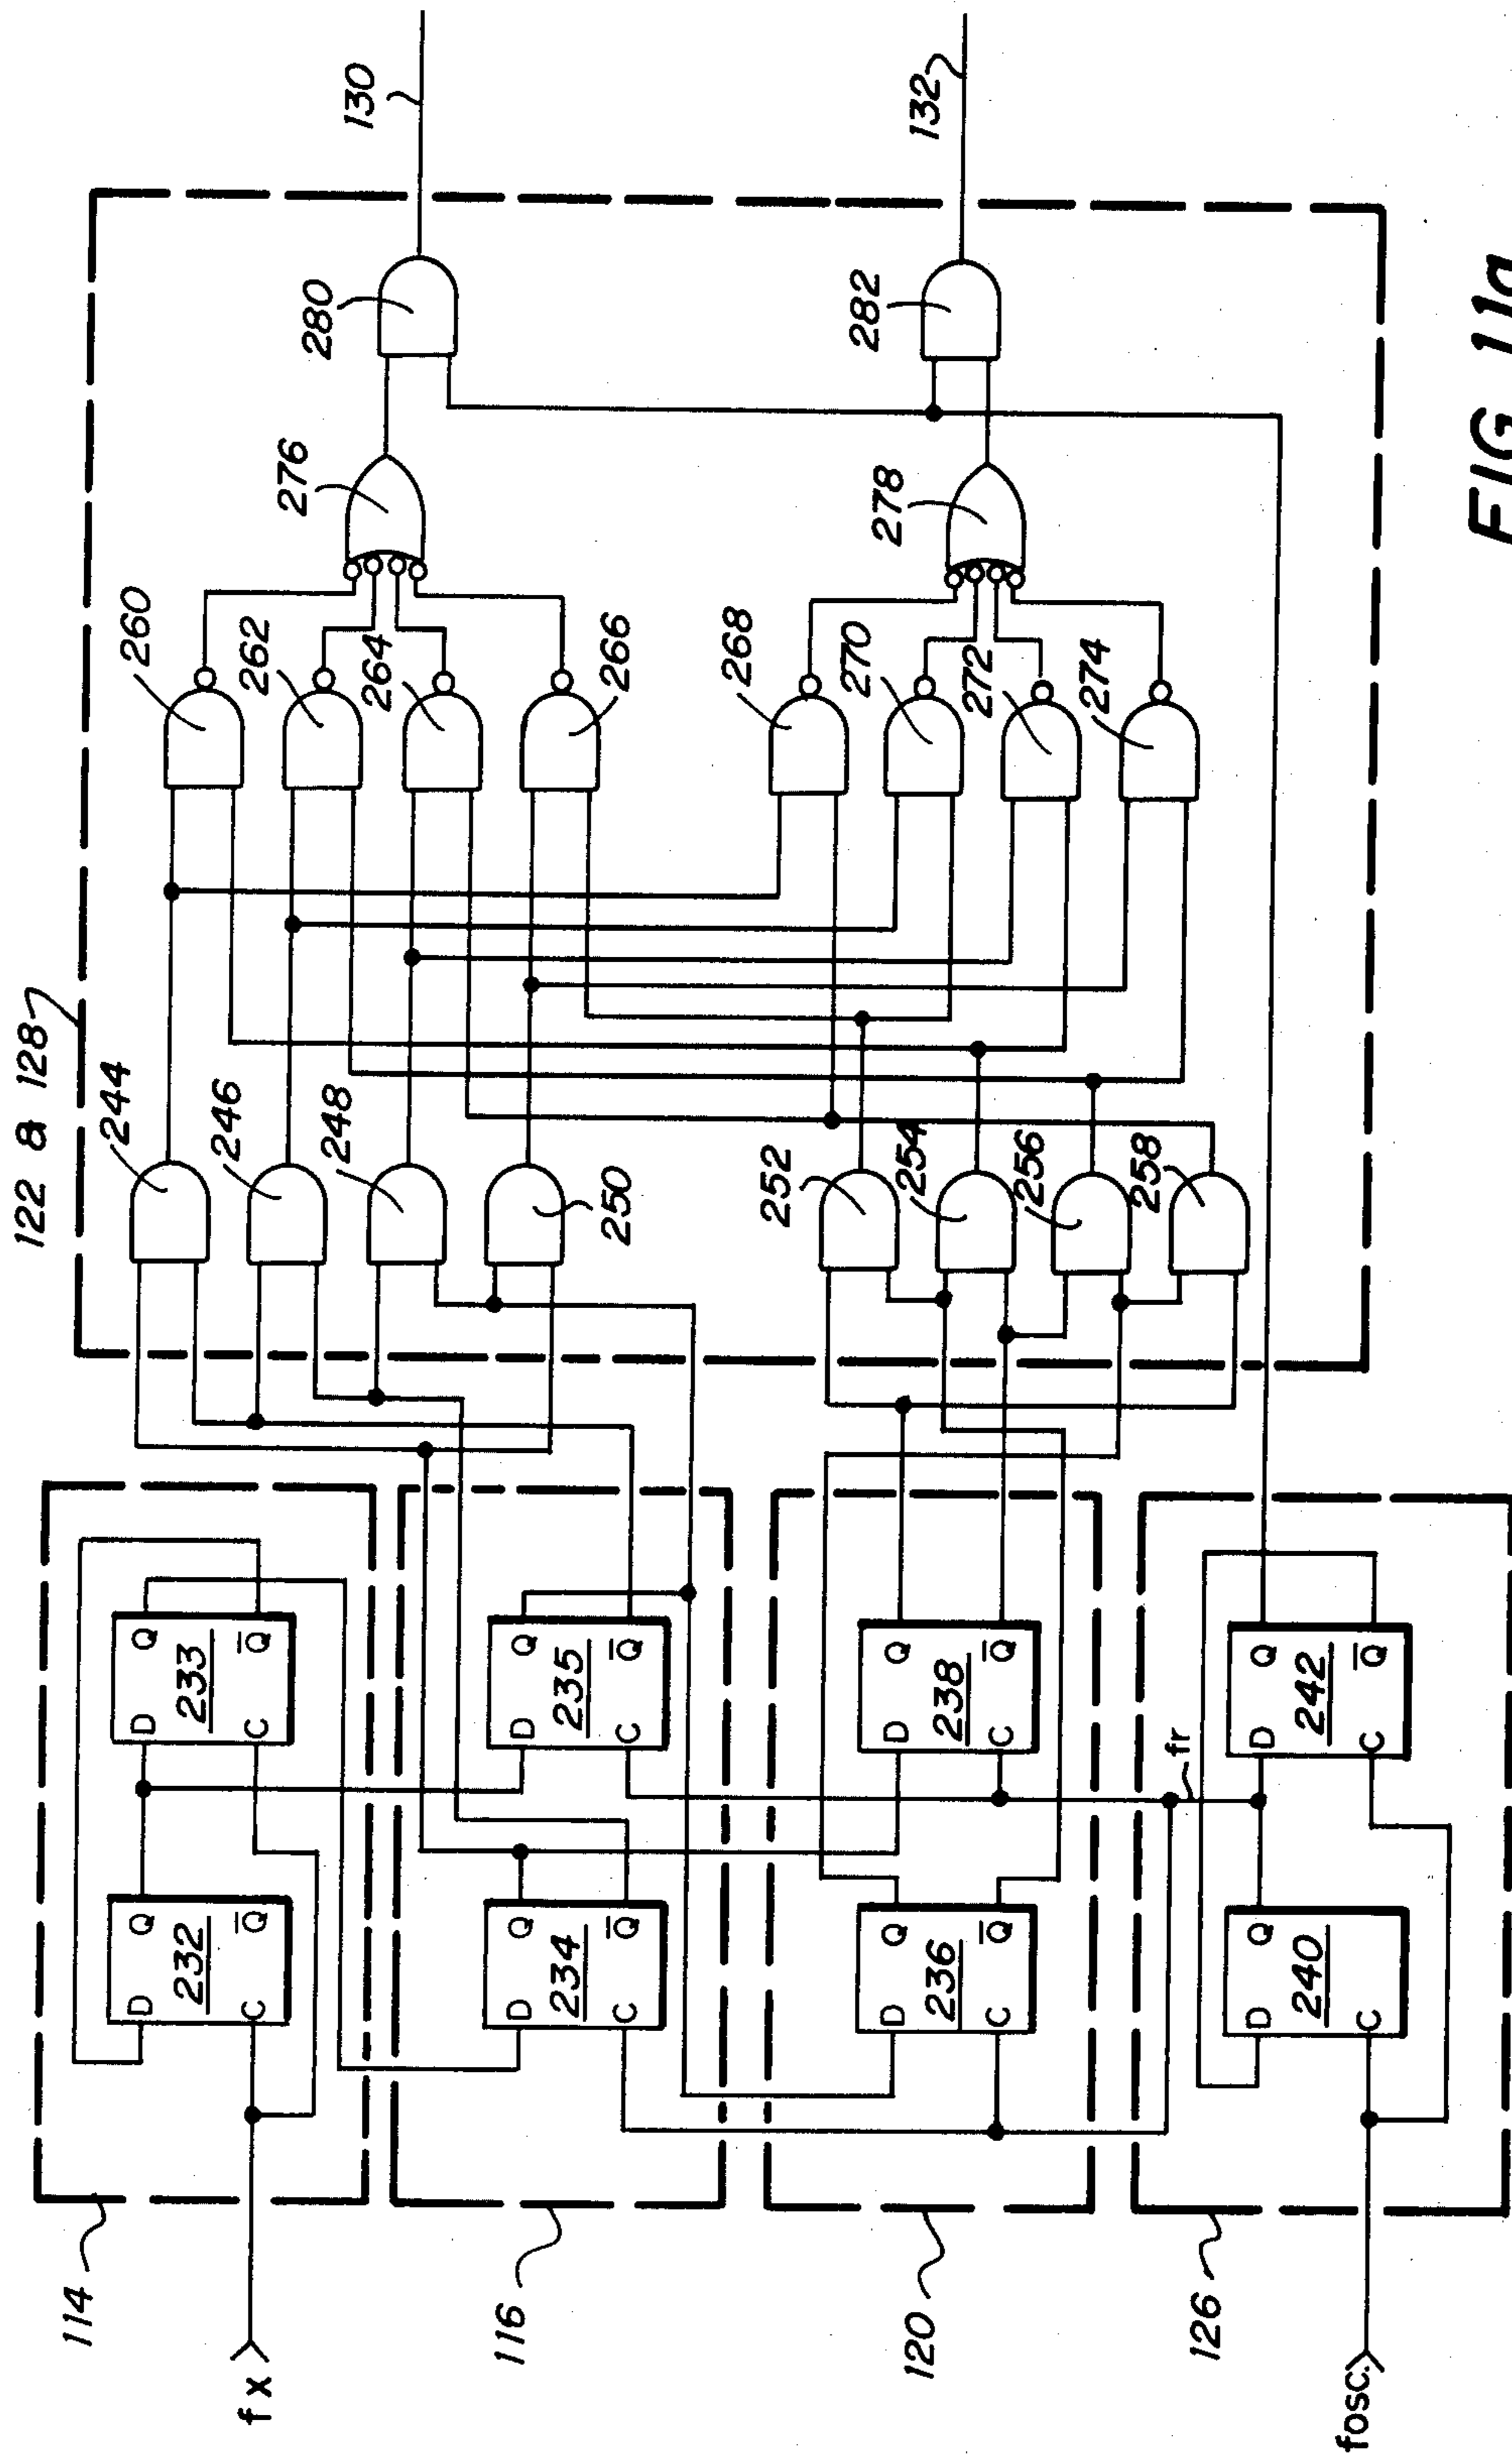 122 & 128
130
132
280
282
276
278
260
262
264
266
268
270
272
274
244
246
248
250
252
254
256
258
Q
D
233
C
Q̅
Q
D
232
C
Q̅
114
fx
Q
D
235
C
Q̅
Q
D
234
C
Q̅
116
Q
D
238
C
Q̅
Q
D
236
C
Q̅
120
fr
Q
D
242
C
Q̅
Q
D
240
C
Q̅
126
fosc.
FIG 11a